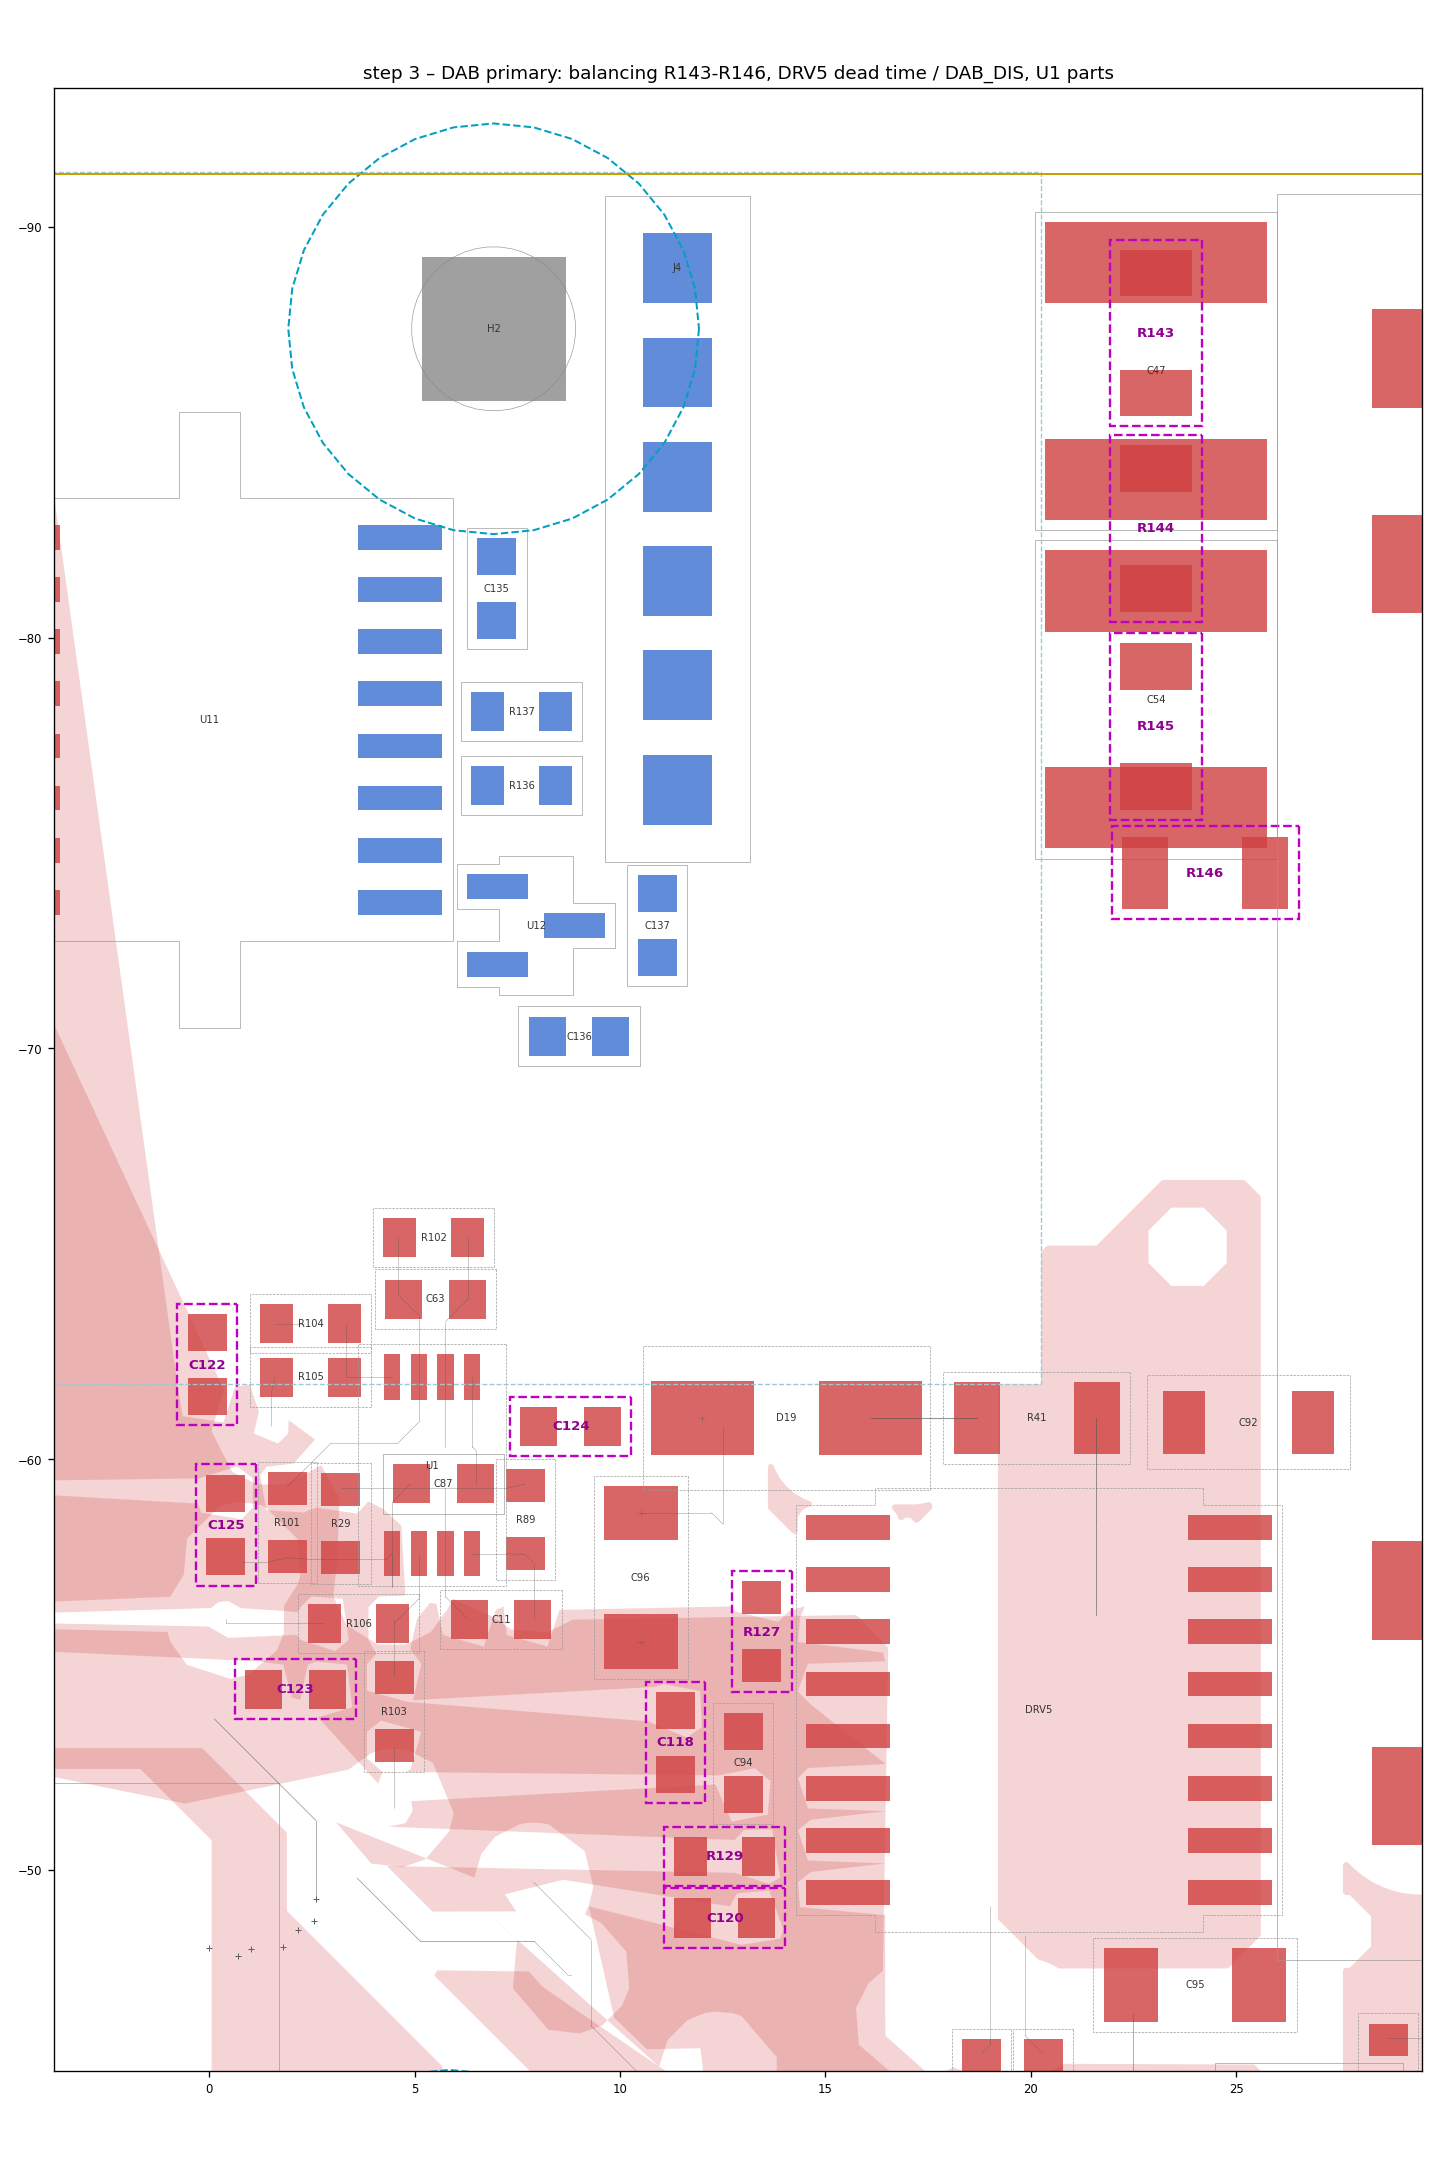 step 3 – DAB primary: balancing R143-R146, DRV5 dead time / DAB_DIS, U1 parts
−90
J4
H2
R143
C47
R144
−80
C135
C54
R137
U11
R145
R136
R146
U12
C137
C136
−70
R102
C63
R104
C122
R105
C124
D19
R41
C92
−60
U1
C87
R89
C125
R101
R29
C96
R106
C11
R127
C123
R103
DRV5
C118
C94
R129
−50
C120
C95
0
5
10
15
20
25